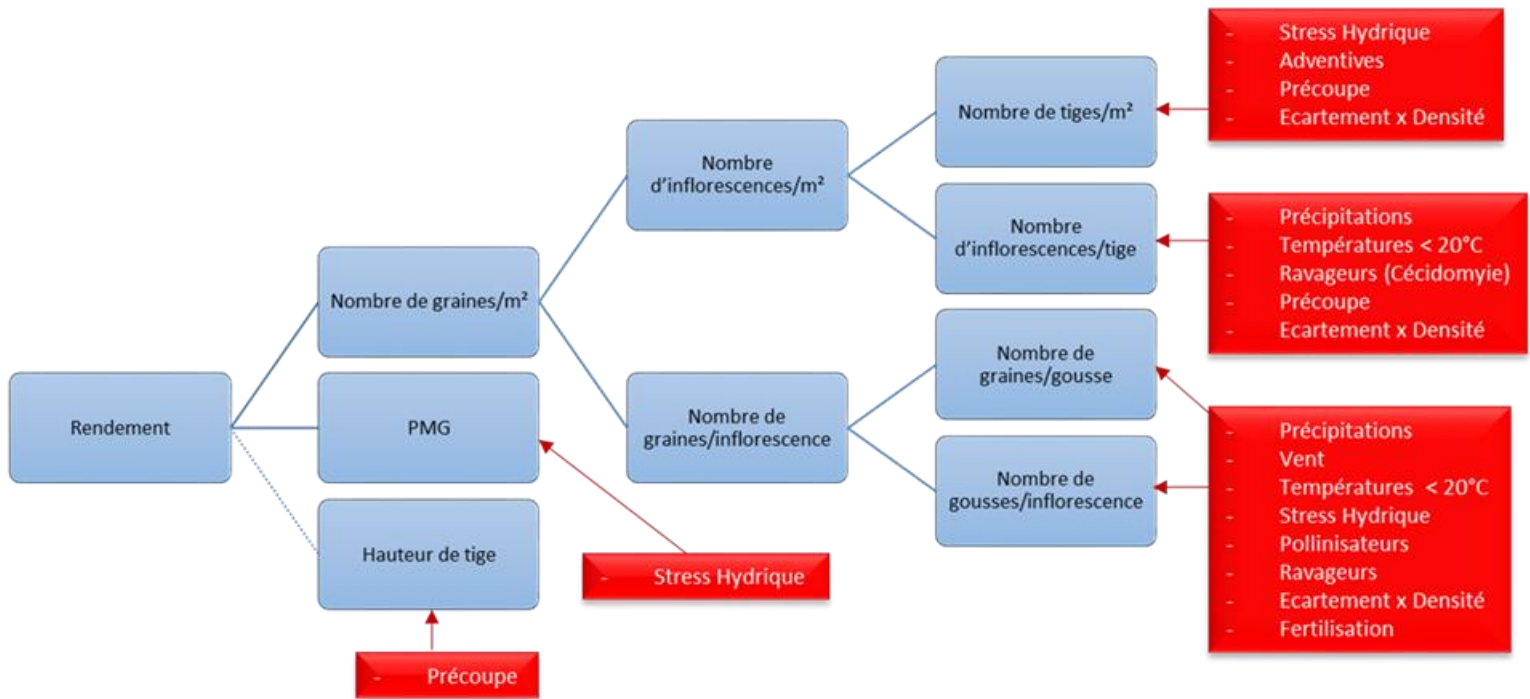 Rendement
Nombre de graines/m²
PMG
Hauteur de tige
Nombre
d'inflorescences/m²
Nombre de
graines/inflorescence
Nombre de tiges/m²
Nombre
d'inflorescences/tige
Nombre de
graines/gousse
Nombre de
gousses/inflorescence
- Stress Hydrique
- Adventives
- Précoupe
- Ecartement x Densité
- Précipitations
- Températures < 20°C
- Ravageurs (Cécidomyie)
- Précoupe
- Ecartement x Densité
- Précipitations
- Vent
- Températures < 20°C
- Stress Hydrique
- Pollinisateurs
- Ravageurs
- Ecartement x Densité
- Fertilisation
- Stress Hydrique
- Précoupe